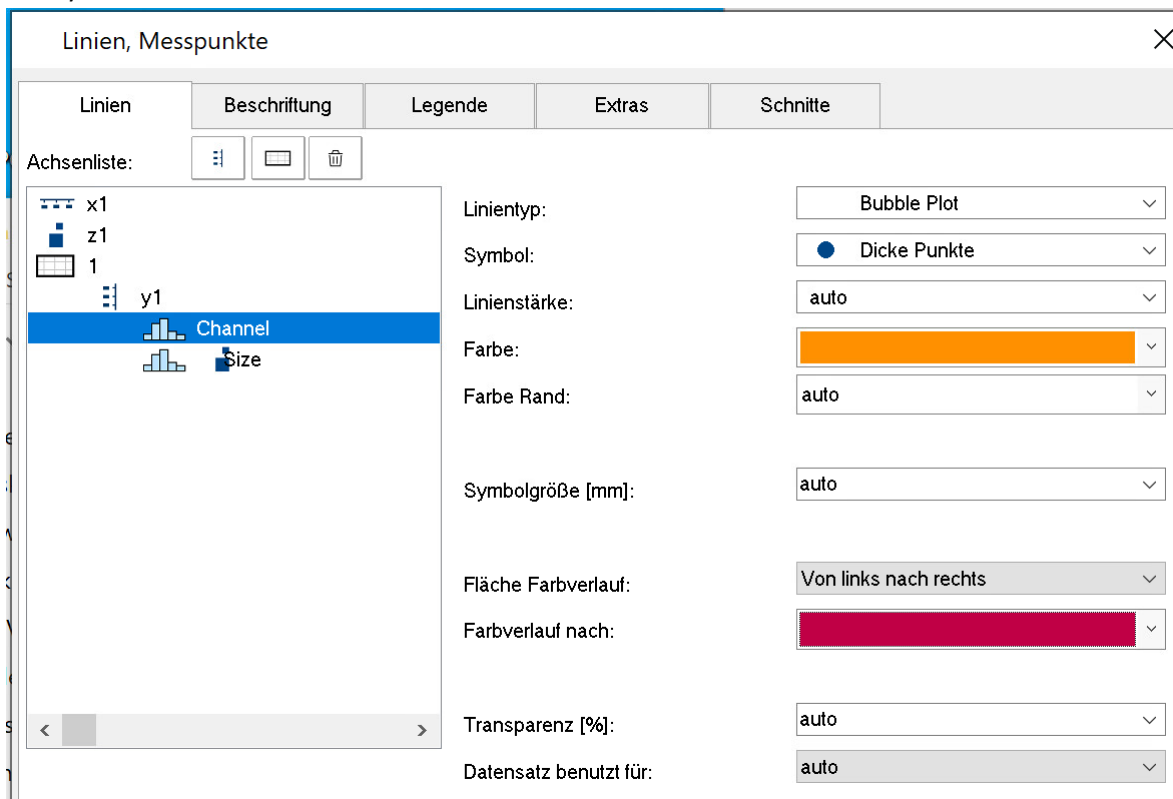 Linien, Messpunkte
Linien Beschriftung Legende Extras Schnitte
Achsenliste:
x1
z1
1
y1
Channel
Size
Linientyp: Bubble Plot
Symbol: Dicke Punkte
Linienstärke: auto
Farbe:
Farbe Rand: auto
Symbolgröße [mm]: auto
Fläche Farbverlauf: Von links nach rechts
Farbverlauf nach:
Transparenz [%]: auto
Datensatz benutzt für: auto